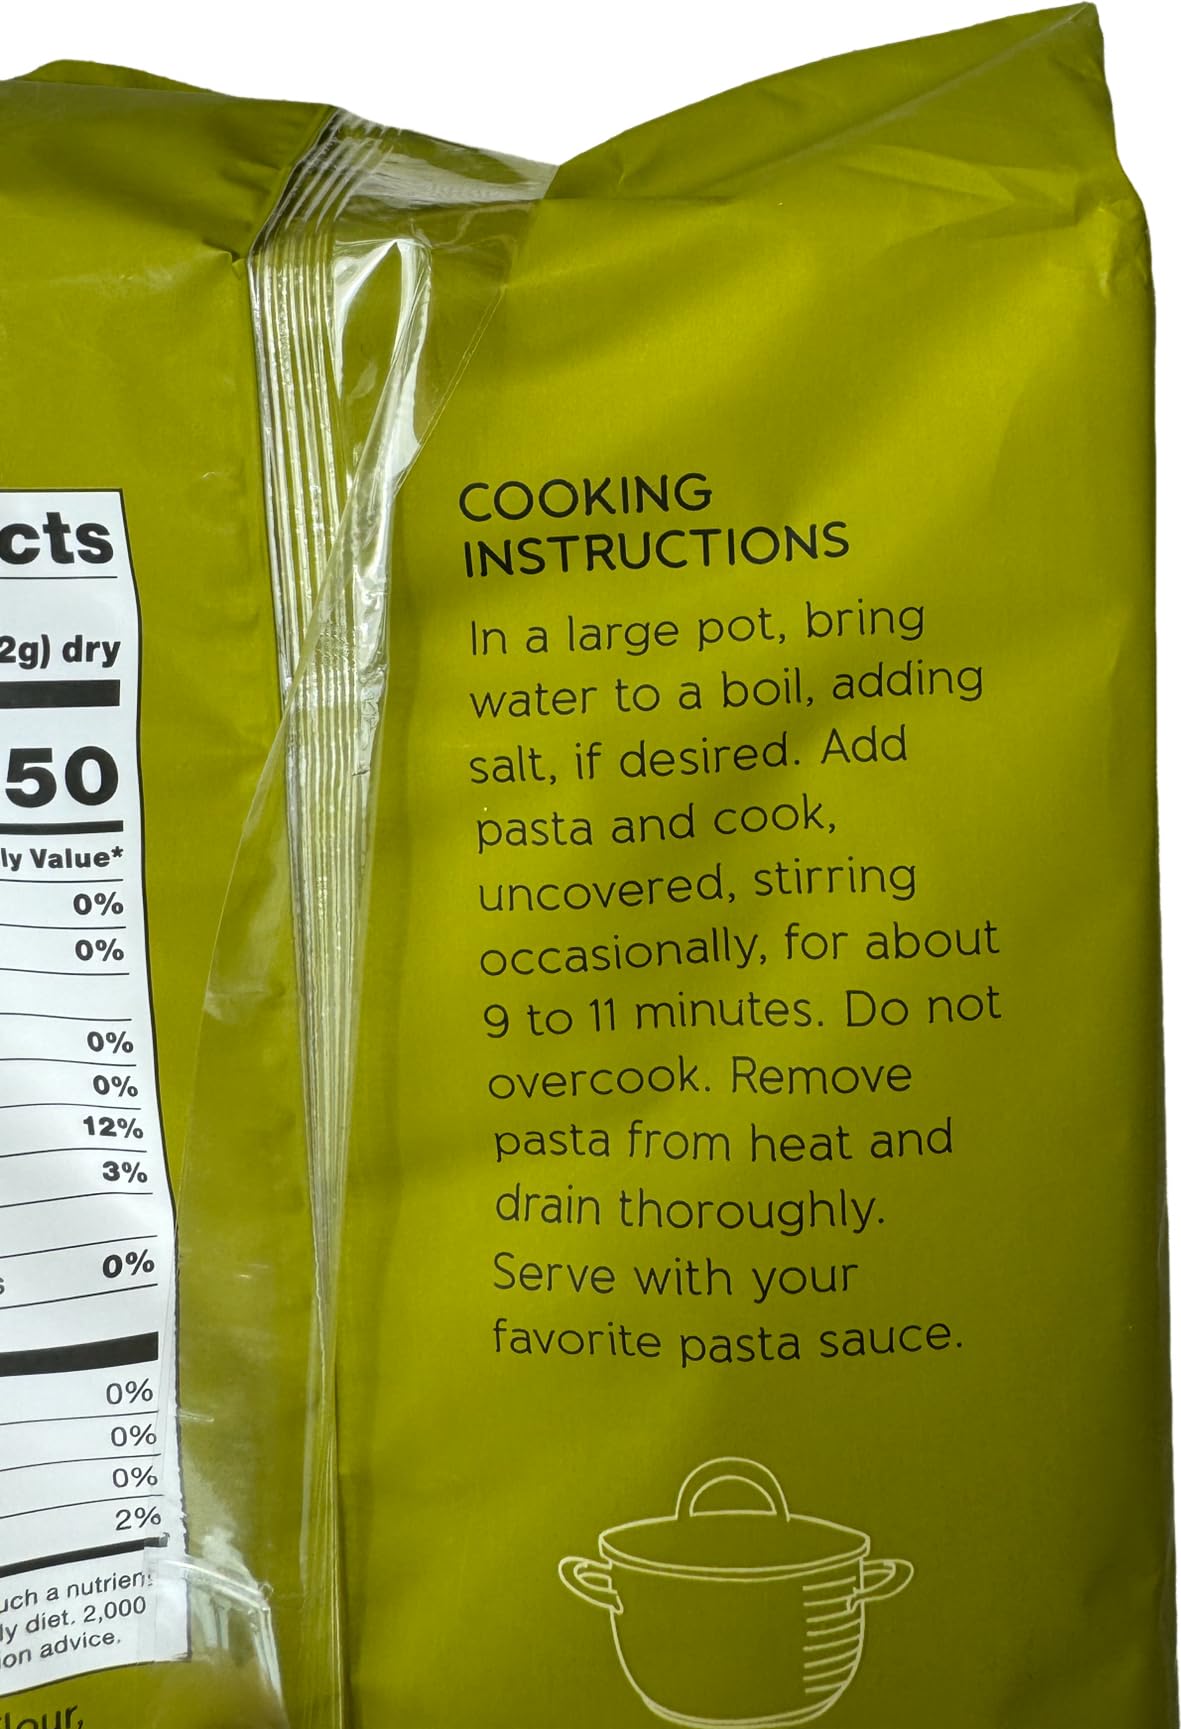 cts
2g) dry
50
ly Value*
0%
0%
0%
0%
12%
3%
0%
0%
0%
0%
2%
uch a nutrient
ly diet. 2,000
ion advice.
flour,
COOKING
INSTRUCTIONS
In a large pot, bring
water to a boil, adding
salt, if desired. Add
pasta and cook,
uncovered, stirring
occasionally, for about
9 to 11 minutes. Do not
overcook. Remove
pasta from heat and
drain thoroughly.
Serve with your
favorite pasta sauce.